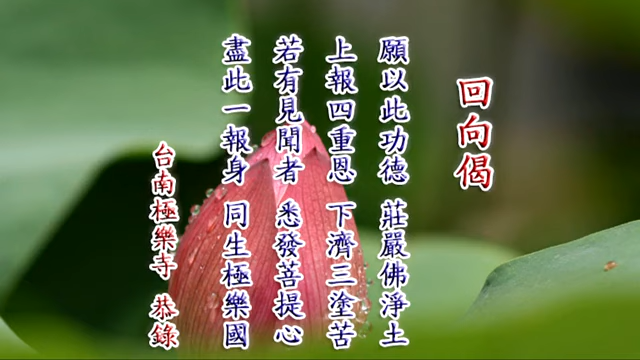 回向偈
願以此功德 莊嚴佛淨土
上報四重恩 下濟三塗苦
若有見聞者 悉發菩提心
盡此一報身 同生極樂國
台南極樂寺 恭錄